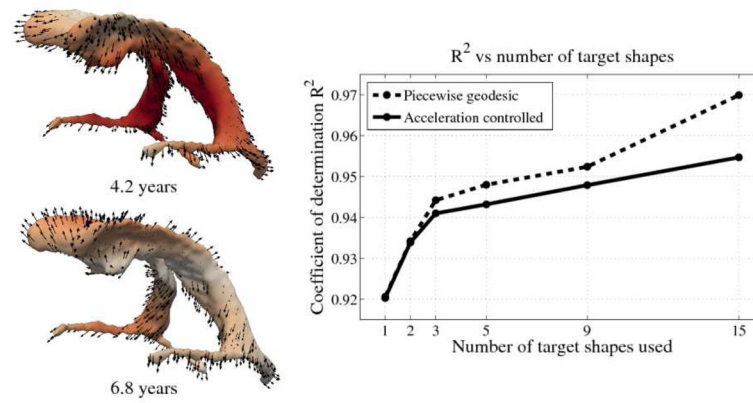 4.2 years
6.8 years
R² vs number of target shapes
Piecewise geodesic
Acceleration controlled
Coefficient of determination R²
0.97
0.96
0.95
0.94
0.93
0.92
1 2 3 5 9 15
Number of target shapes used